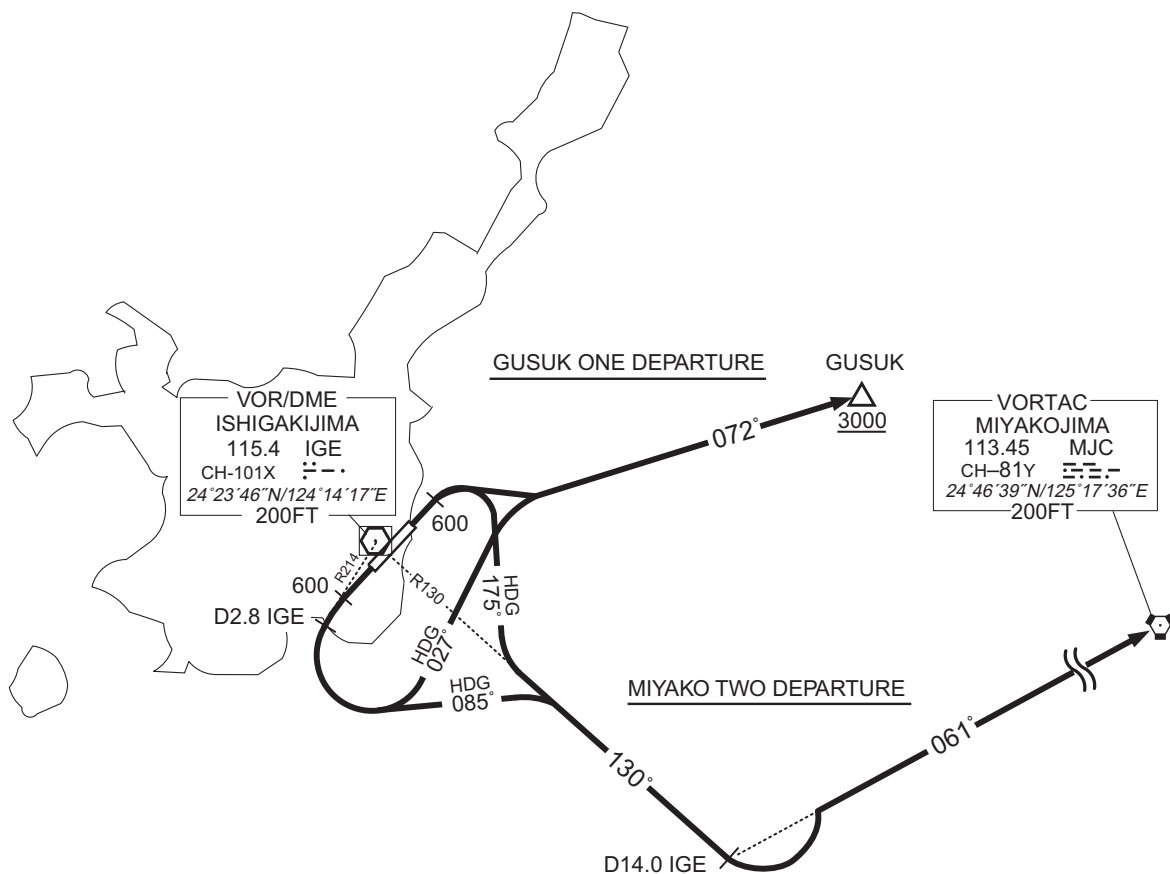 GUSUK ONE DEPARTURE
GUSUK
3000
072°
VOR/DME
ISHIGAKIJIMA
115.4 IGE
CH-101X
24°23´46˝N/124°14´17˝E
200FT
VORTAC
MIYAKOJIMA
113.45 MJC
CH–81Y
24°46´39˝N/125°17´36˝E
200FT
600
R214
600
R130
D2.8 IGE
HDG
175°
HDG
027°
HDG
085°
MIYAKO TWO DEPARTURE
130°
061°
D14.0 IGE